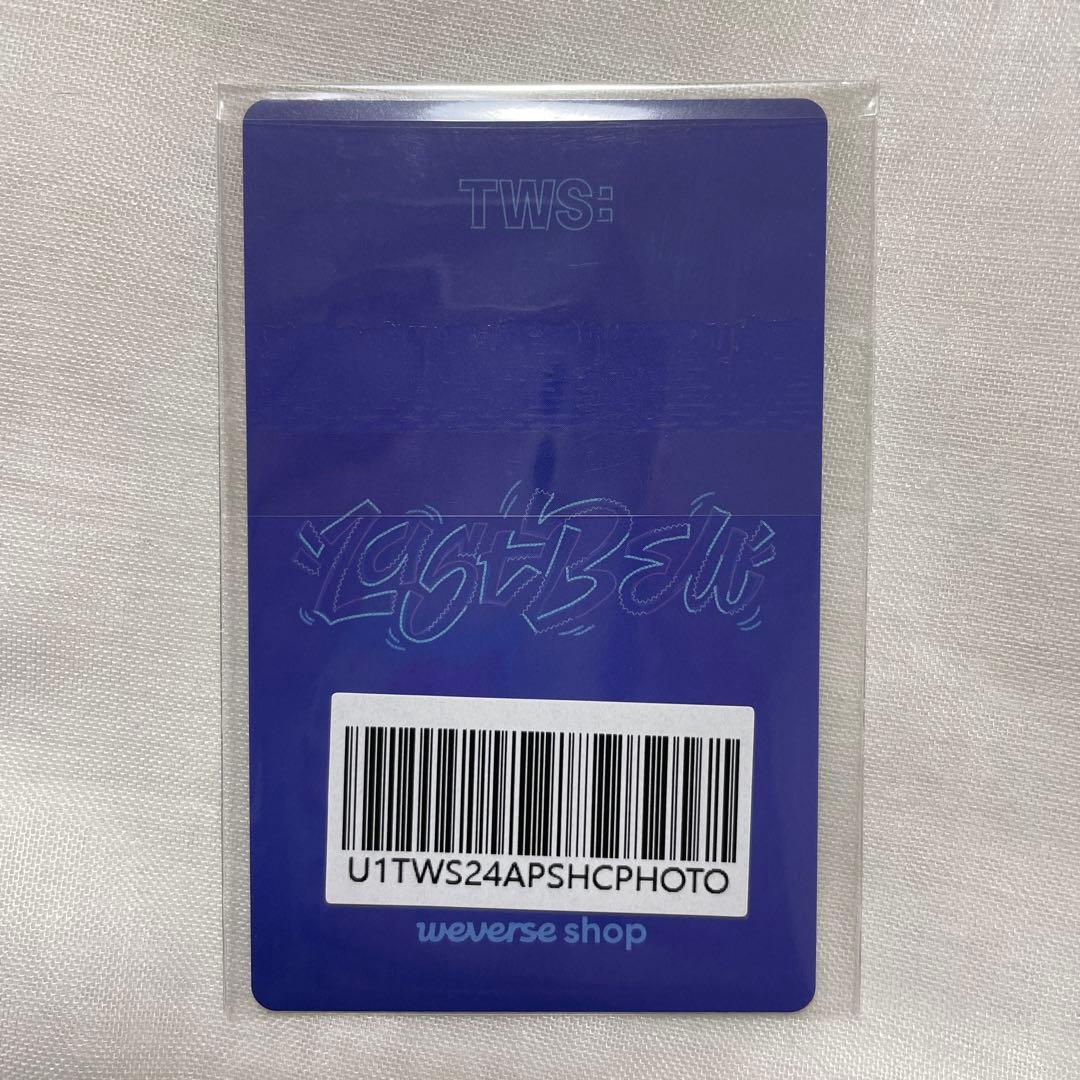 TWS:
Last Bell
U1TWS24APSHCPHOTO
weverse shop